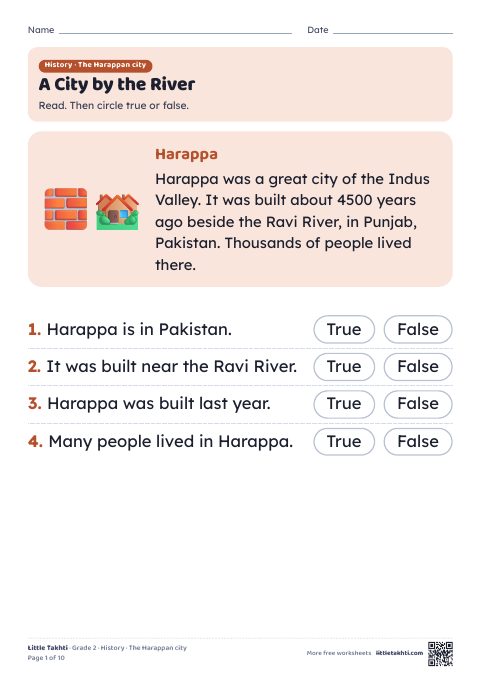 Name Date
History · The Harappan city
A City by the River
Read. Then circle true or false.
Harappa
Harappa was a great city of the Indus
Valley. It was built about 4500 years
ago beside the Ravi River, in Punjab,
Pakistan. Thousands of people lived
there.
1. Harappa is in Pakistan. True False
2. It was built near the Ravi River. True False
3. Harappa was built last year. True False
4. Many people lived in Harappa. True False
Little Takhti · Grade 2 · History · The Harappan city
Page 1 of 10
More free worksheets littletakhti.com